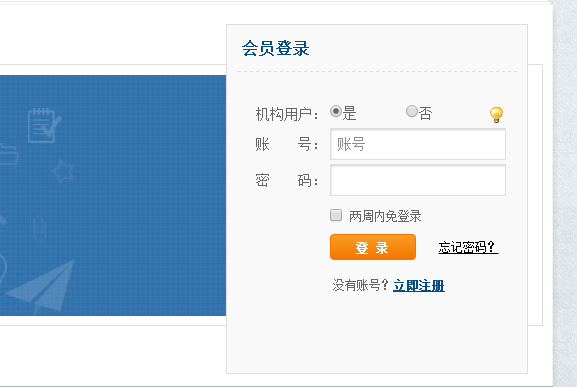 会员登录
机构用户： 是 否
账 号： 账号
密 码：
两周内免登录
登 录 忘记密码？
没有账号？立即注册